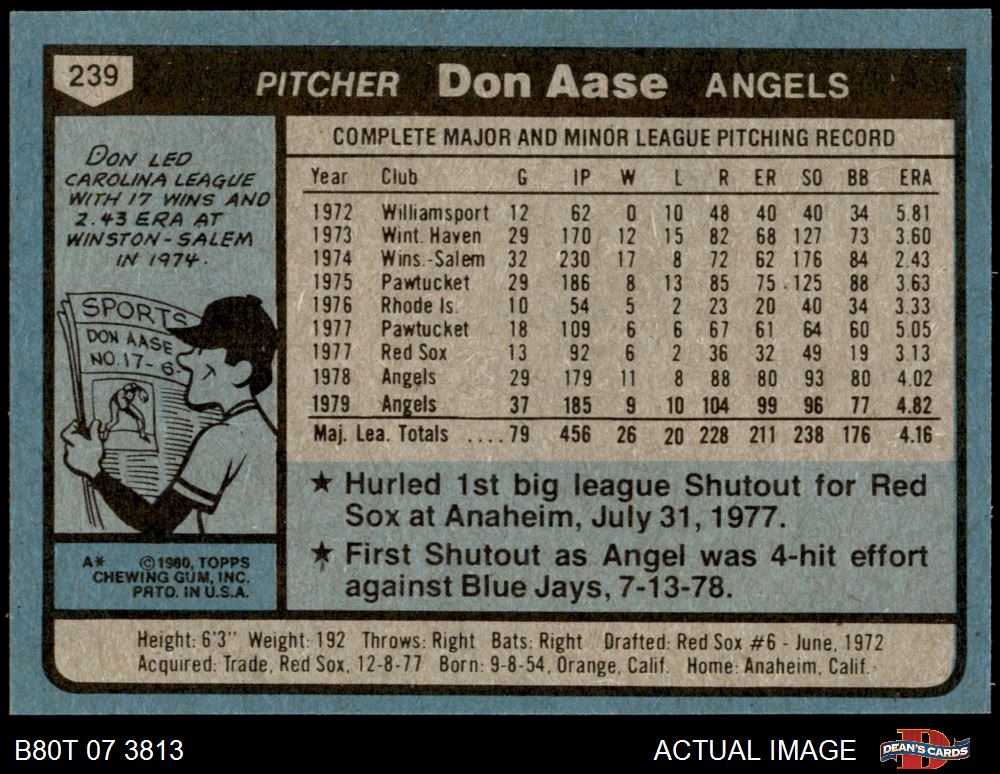 239
PITCHER Don Aase ANGELS
DON LED
CAROLINA LEAGUE
WITH 17 WINS AND
2.43 ERA AT
WINSTON-SALEM
IN 1974.
SPORTS
DON AASE
NO. 17-6
A* ©1980, TOPPS
CHEWING GUM, INC.
PRTD. IN U.S.A.
COMPLETE MAJOR AND MINOR LEAGUE PITCHING RECORD
Year Club G IP W L R ER SO BB ERA
1972 Williamsport 12 62 0 10 48 40 40 34 5.81
1973 Wint. Haven 29 170 12 15 82 68 127 73 3.60
1974 Wins.-Salem 32 230 17 8 72 62 176 84 2.43
1975 Pawtucket 29 186 8 13 85 75 125 88 3.63
1976 Rhode Is. 10 54 5 2 23 20 40 34 3.33
1977 Pawtucket 18 109 6 6 67 61 64 60 5.05
1977 Red Sox 13 92 6 2 36 32 49 19 3.13
1978 Angels 29 179 11 8 88 80 93 80 4.02
1979 Angels 37 185 9 10 104 99 96 77 4.82
Maj. Lea. Totals ....79 456 26 20 228 211 238 176 4.16
★ Hurled 1st big league Shutout for Red
Sox at Anaheim, July 31, 1977.
★ First Shutout as Angel was 4-hit effort
against Blue Jays, 7-13-78.
Height: 6'3" Weight: 192 Throws: Right Bats: Right Drafted: Red Sox #6 - June, 1972
Acquired: Trade, Red Sox, 12-8-77 Born: 9-8-54, Orange, Calif. Home: Anaheim, Calif.
B80T 07 3813 ACTUAL IMAGE DEAN'S CARDS